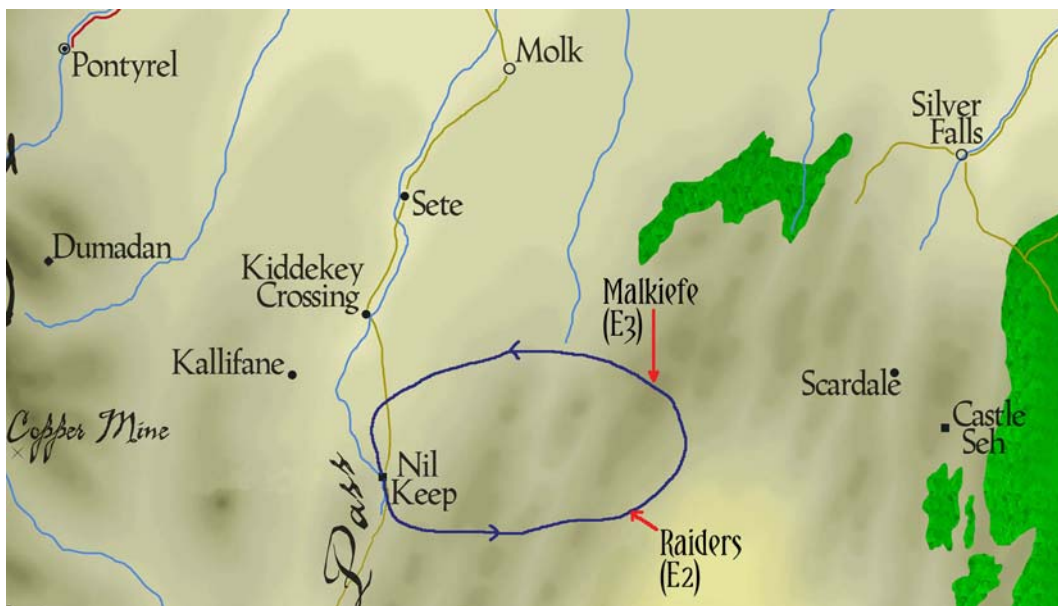 Pontyrel
Molk
Silver
Falls
Sete
Dumadan
Kiddekey
Crossing
Malkiefe
(E3)
Kallifane
Scardale
Castle
Seh
Copper Mine
Nil
Keep
Pass
Raiders
(E2)